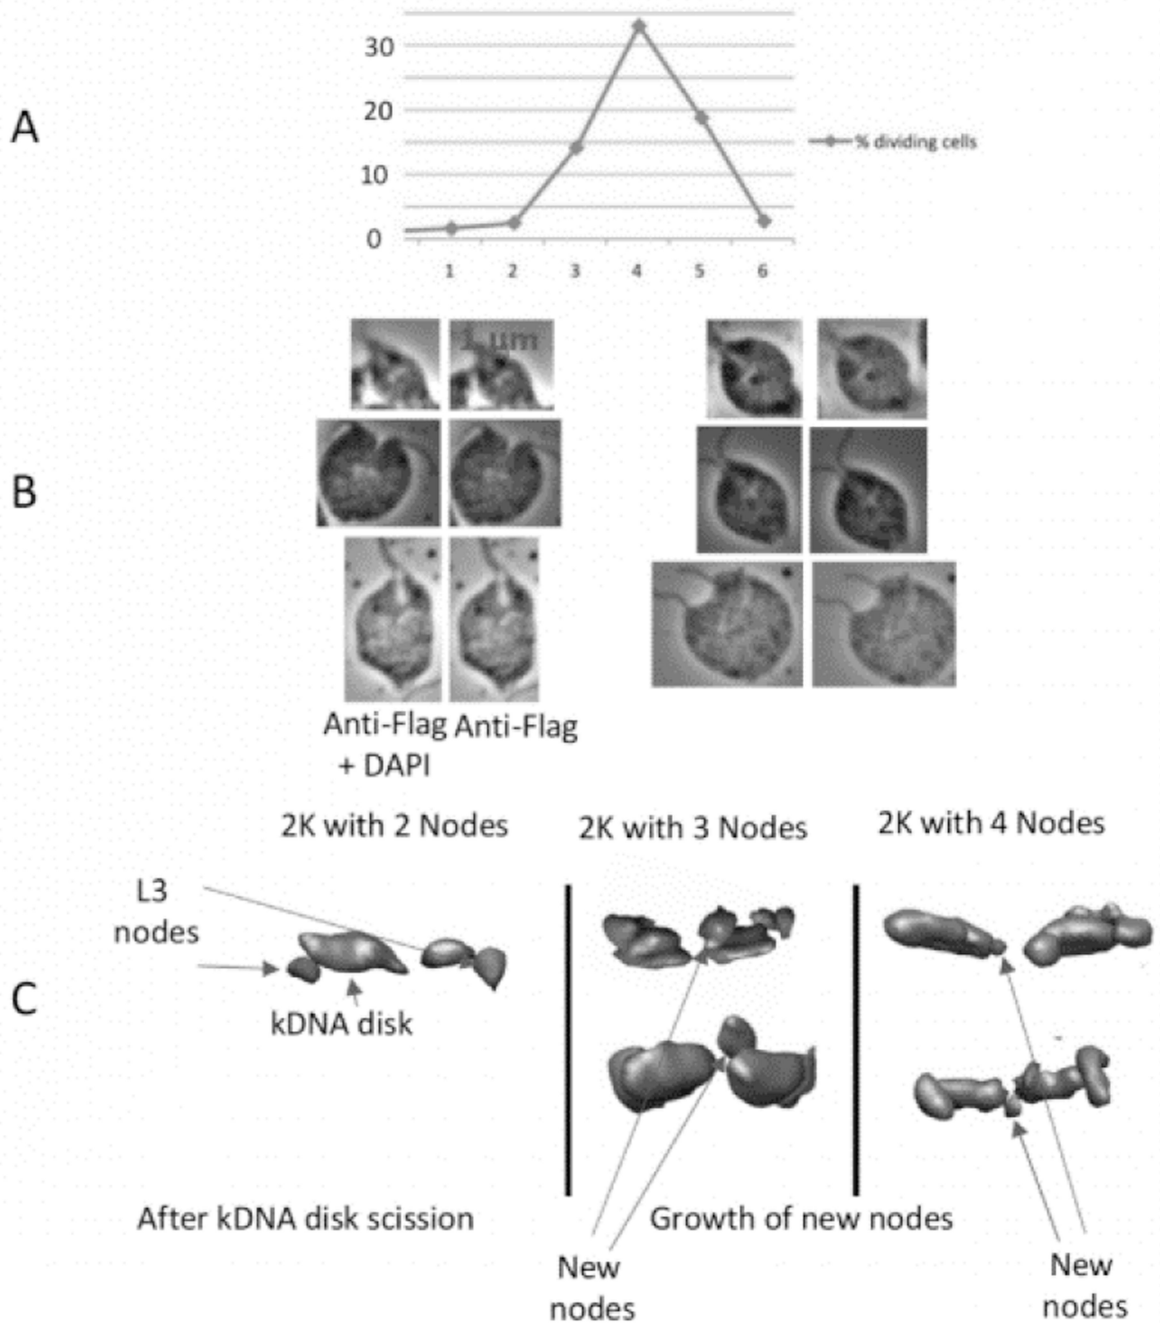 A
30
20
10
0
1 2 3 4 5 6
% dividing cells
B
1 µm
Anti-Flag Anti-Flag
+ DAPI
2K with 2 Nodes
2K with 3 Nodes
2K with 4 Nodes
C
L3
nodes
kDNA disk
After kDNA disk scission
Growth of new nodes
New
nodes
New
nodes